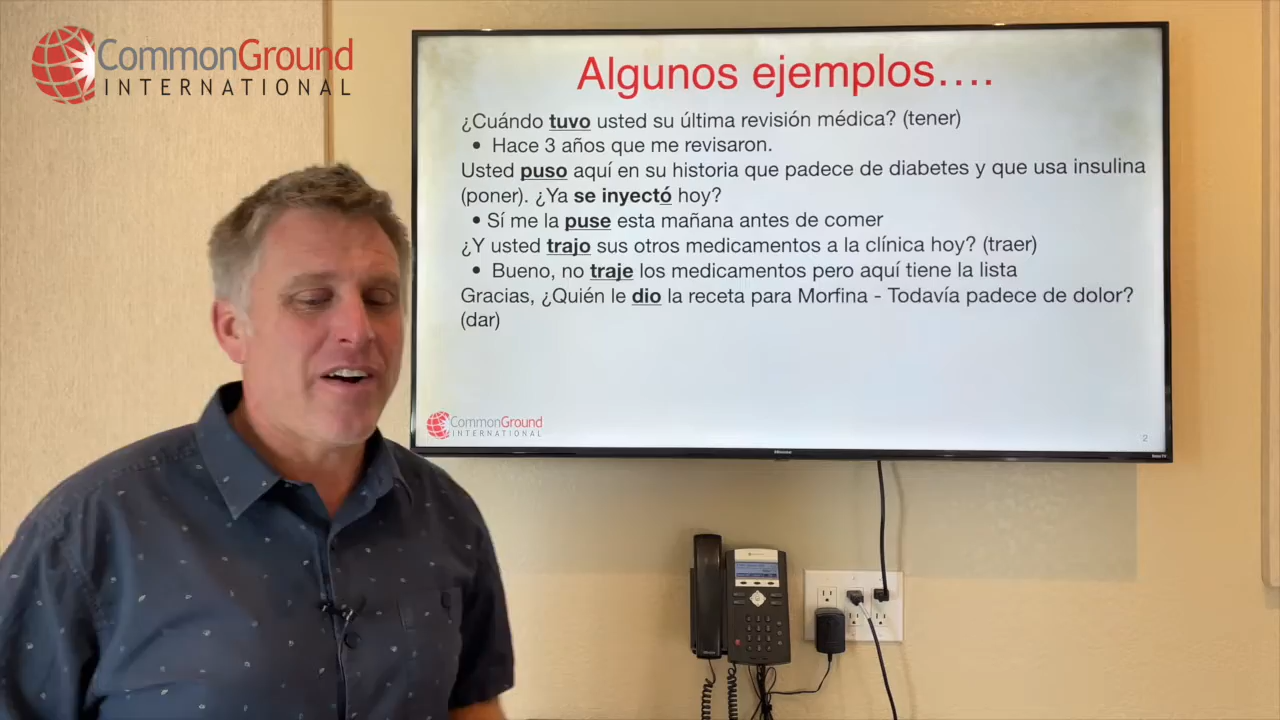 CommonGround
INTERNATIONAL
Algunos ejemplos….
¿Cuándo tuvo usted su última revisión médica? (tener)
• Hace 3 años que me revisaron.
Usted puso aquí en su historia que padece de diabetes y que usa insulina
(poner). ¿Ya se inyectó hoy?
• Sí me la puse esta mañana antes de comer
¿Y usted trajo sus otros medicamentos a la clínica hoy? (traer)
• Bueno, no traje los medicamentos pero aquí tiene la lista
Gracias, ¿Quién le dio la receta para Morfina - Todavía padece de dolor?
(dar)
CommonGround
INTERNATIONAL
2
Hisense